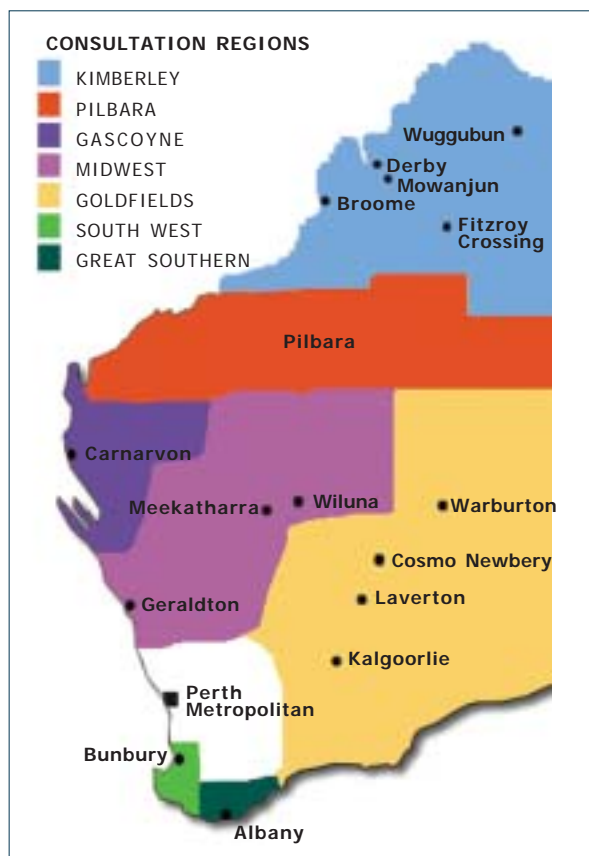 CONSULTATION REGIONS
KIMBERLEY
PILBARA
GASCOYNE
MIDWEST
GOLDFIELDS
SOUTH WEST
GREAT SOUTHERN
Wuggubun
Derby
Mowanjun
Broome
Fitzroy
Crossing
Pilbara
Carnarvon
Meekatharra
Wiluna
Warburton
Cosmo Newbery
Laverton
Geraldton
Kalgoorlie
Perth
Metropolitan
Bunbury
Albany